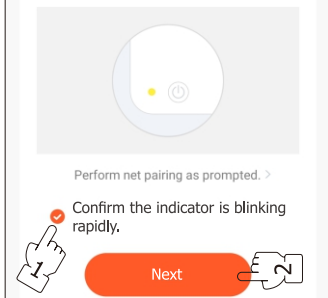 Perform net pairing as prompted. >
Confirm the indicator is blinking
rapidly.
1
Next
2